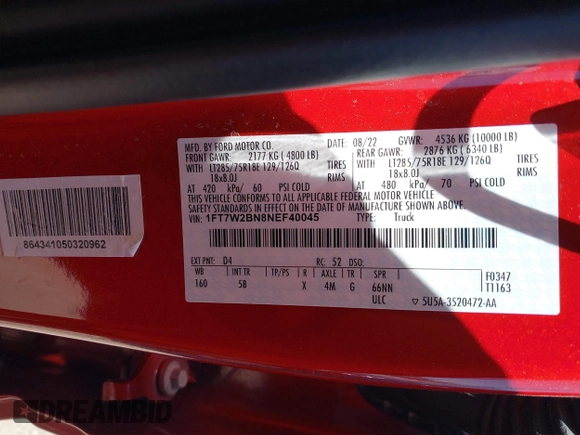 MFD. BY FORD MOTOR CO. 08/22 GVWR: 4536 KG (10000 LB)
FRONT GAWR: 2177 KG (4800 LB) REAR GAWR: 2876 KG (6340 LB)
WITH LT285/75R18E 129/126Q TIRES WITH LT285/75R18E 129/126Q TIRES
18x8.0J RIMS 18x8.0J RIMS
AT 420 kPa/ 60 PSI COLD AT 480 kPa/ 70 PSI COLD
THIS VEHICLE CONFORMS TO ALL APPLICABLE FEDERAL MOTOR VEHICLE
SAFETY STANDARDS IN EFFECT ON THE DATE OF MANUFACTURE SHOWN ABOVE.
VIN: 1FT7W2BN8NEF40045 TYPE: Truck
864341050320962
EXT PNT: D4 RC: 52 DSO:
WB INT TR TP/PS R AXLE TR SPR F0347
160 5B X 4M G 66NN T1163
ULC ▽ 5U5A-3520472-AA
DREAMBID